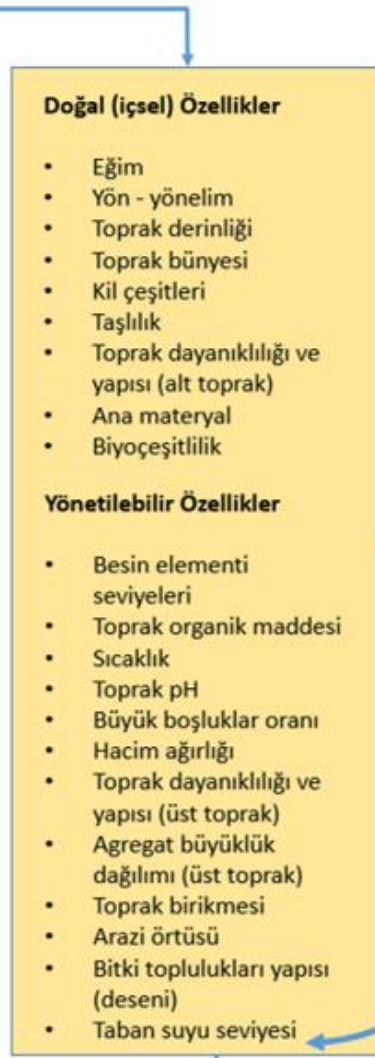 Doğal (içsel) Özellikler
• Eğim
• Yön - yönelim
• Toprak derinliği
• Toprak bünyesi
• Kil çeşitleri
• Taşlılık
• Toprak dayanıklılığı ve
yapısı (alt toprak)
• Ana materyal
• Biyoçeşitlilik
Yönetilebilir Özellikler
• Besin elementi
seviyeleri
• Toprak organik maddesi
• Sıcaklık
• Toprak pH
• Büyük boşluklar oranı
• Hacim ağırlığı
• Toprak dayanıklılığı ve
yapısı (üst toprak)
• Agregat büyüklük
dağılımı (üst toprak)
• Toprak birikmesi
• Arazi örtüsü
• Bitki toplulukları yapısı
(deseni)
• Taban suyu seviyesi